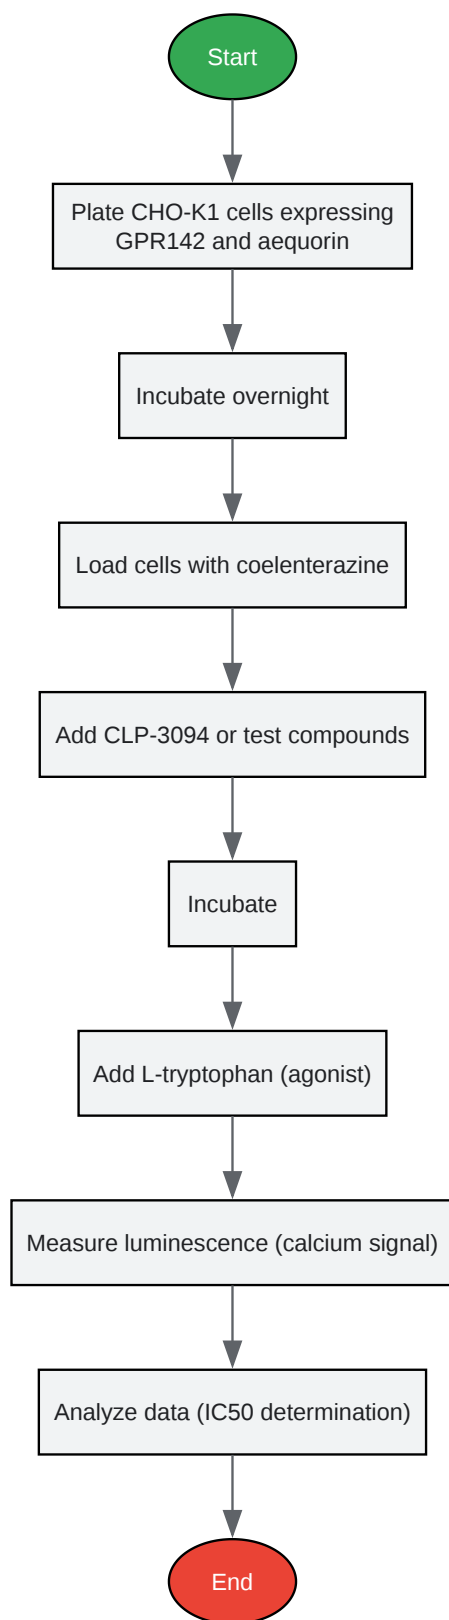 Start
Plate CHO-K1 cells expressing
GPR142 and aequorin
Incubate overnight
Load cells with coelenterazine
Add CLP-3094 or test compounds
Incubate
Add L-tryptophan (agonist)
Measure luminescence (calcium signal)
Analyze data (IC50 determination)
End